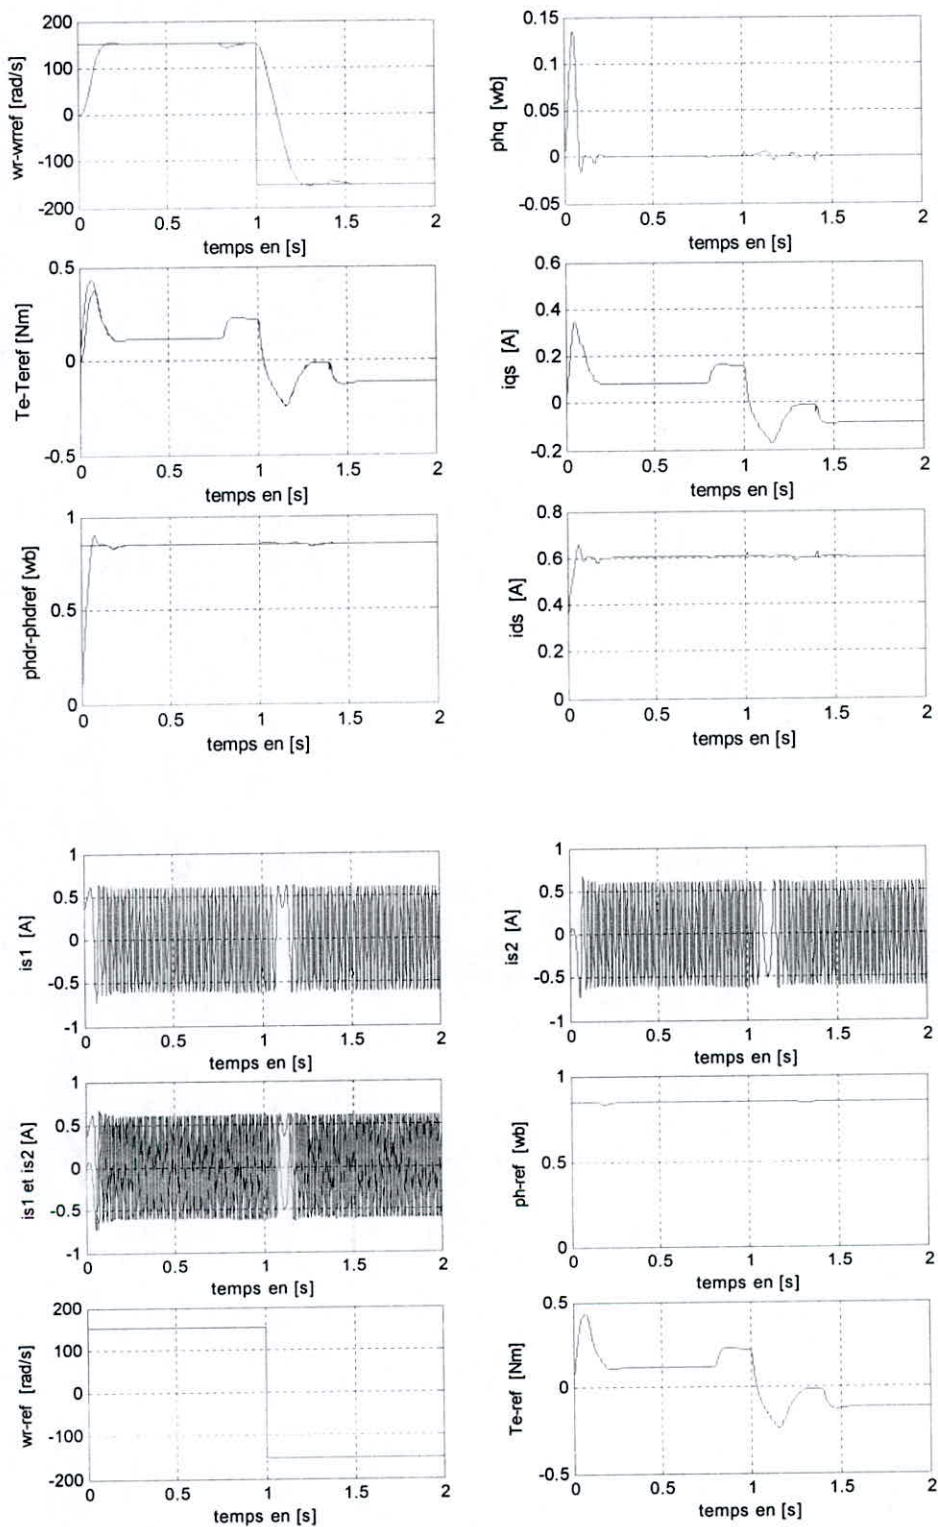 wr-wrref [rad/s]
200
100
0
-100
-200
0 0.5 1 1.5 2
temps en [s]
phq [wb]
0.15
0.1
0.05
0
-0.05
0 0.5 1 1.5 2
temps en [s]
Te-Teref [Nm]
0.5
0
-0.5
0 0.5 1 1.5 2
temps en [s]
iqs [A]
0.6
0.4
0.2
0
-0.2
0 0.5 1 1.5 2
temps en [s]
phdr-phdref [wb]
1
0.5
0
0 0.5 1 1.5 2
temps en [s]
ids [A]
0.8
0.6
0.4
0.2
0
0 0.5 1 1.5 2
temps en [s]
is1 [A]
1
0.5
0
-0.5
-1
0 0.5 1 1.5 2
temps en [s]
is2 [A]
1
0.5
0
-0.5
-1
0 0.5 1 1.5 2
temps en [s]
is1 et is2 [A]
1
0.5
0
-0.5
-1
0 0.5 1 1.5 2
temps en [s]
ph-ref [wb]
1
0.5
0
0 0.5 1 1.5 2
temps en [s]
wr-ref [rad/s]
200
100
0
-100
-200
0 0.5 1 1.5 2
temps en [s]
Te-ref [Nm]
0.5
0
-0.5
0 0.5 1 1.5 2
temps en [s]